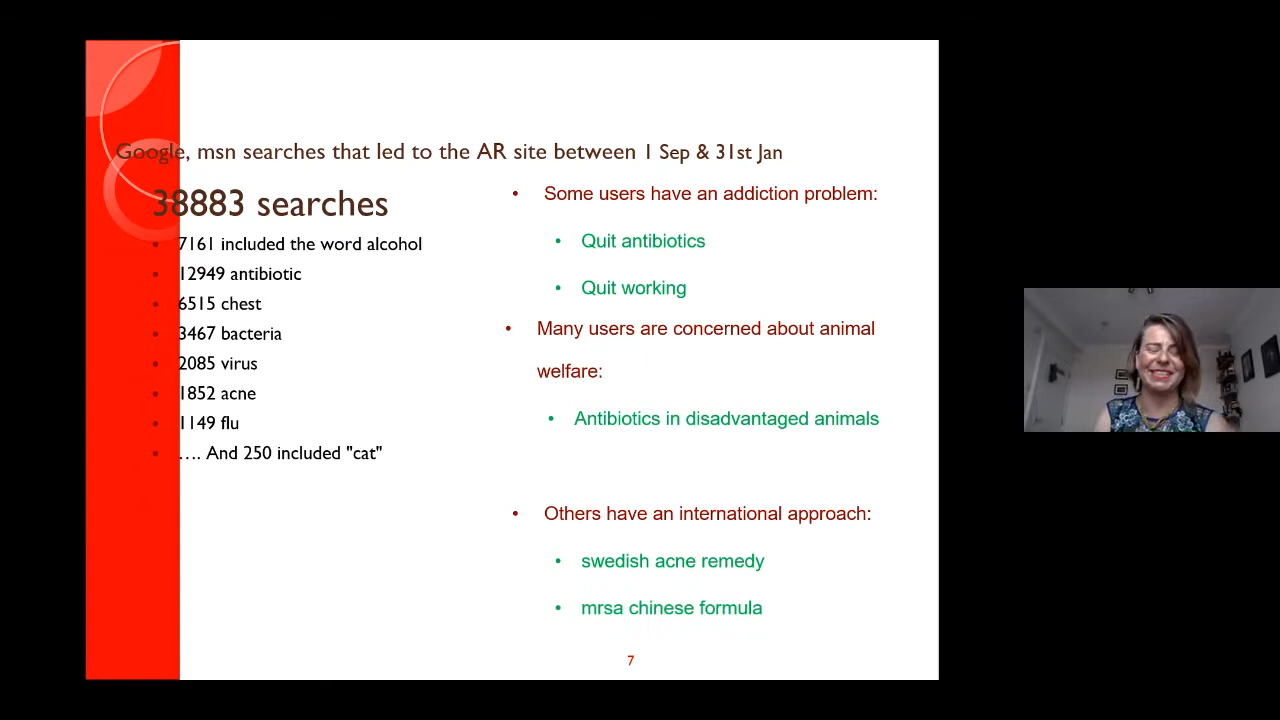 Google, msn searches that led to the AR site between 1 Sep & 31st Jan
38883 searches
7161 included the word alcohol
12949 antibiotic
6515 chest
3467 bacteria
2085 virus
1852 acne
1149 flu
.... And 250 included "cat"
• Some users have an addiction problem:
• Quit antibiotics
• Quit working
• Many users are concerned about animal
welfare:
• Antibiotics in disadvantaged animals
• Others have an international approach:
• swedish acne remedy
• mrsa chinese formula
7